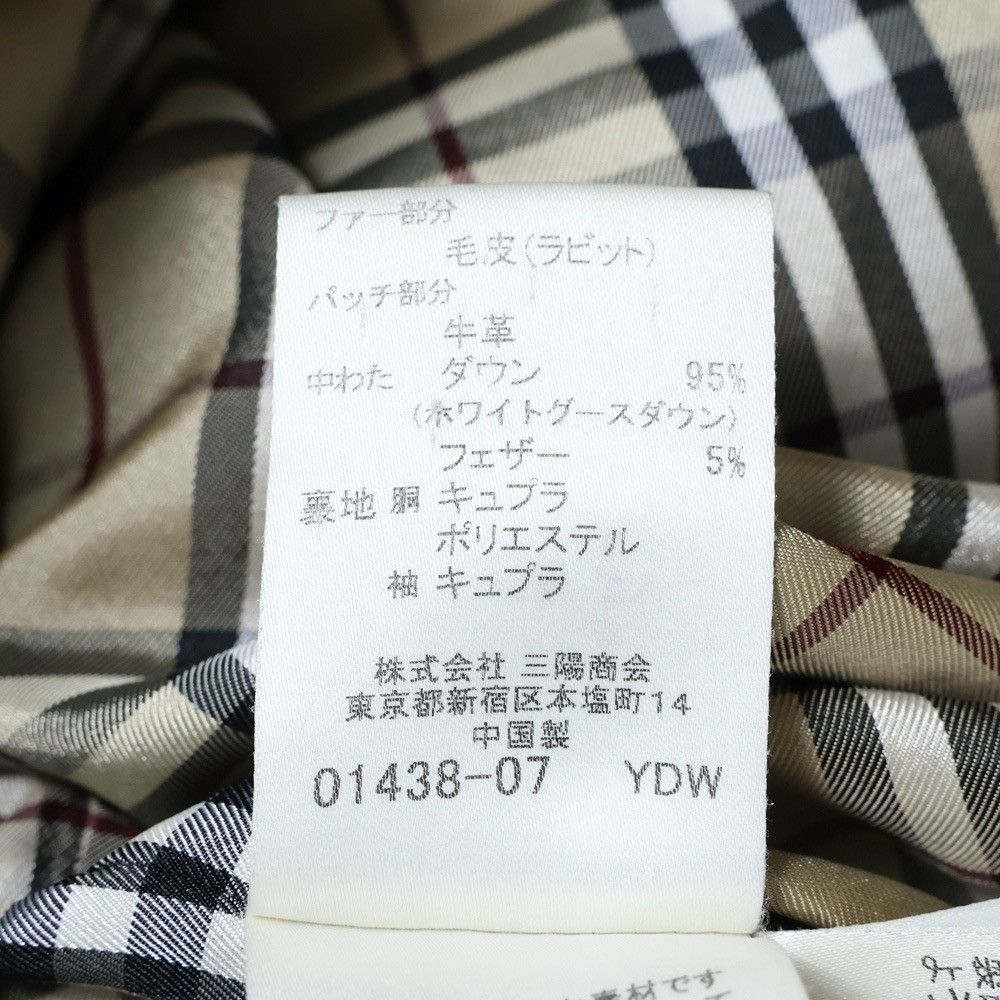 ファー部分
毛皮(ラビット)
パッチ部分
牛革
中わた ダウン 95%
(ホワイトグースダウン)
フェザー 5%
裏地 胴 キュプラ
ポリエステル
袖 キュプラ
株式会社 三陽商会
東京都新宿区本塩町14
中国製
01438-07 YDW
素材です